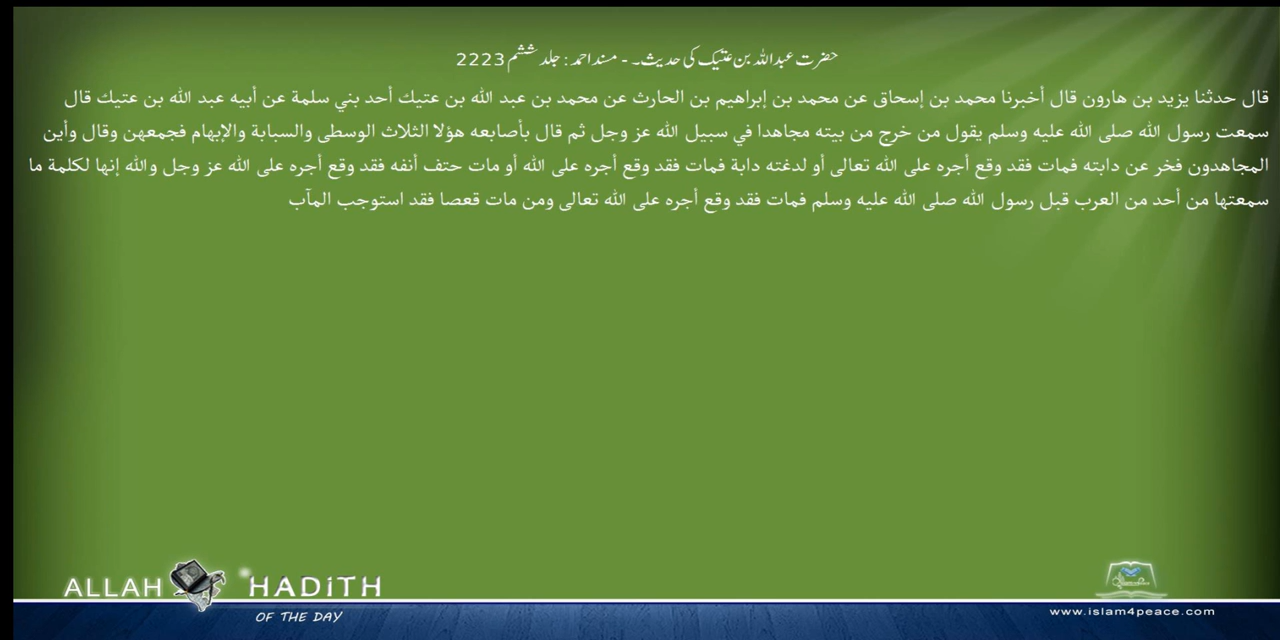 حضرت عبداللہ بن عتیک کی حدیث۔ - مسند احمد : جلد ششم 2223
قال حدثنا يزيد بن هارون قال أخبرنا محمد بن إسحاق عن محمد بن إبراهيم بن الحارث عن محمد بن عبد الله بن عتيك أحد بني سلمة عن أبيه عبد الله بن عتيك قال
سمعت رسول الله صلى الله عليه وسلم يقول من خرج من بيته مجاهدا في سبيل الله عز وجل ثم قال بأصابعه هؤلا الثلاث الوسطى والسبابة والإبهام فجمعهن وقال وأين
المجاهدون فخر عن دابته فمات فقد وقع أجره على الله تعالى أو لدغته دابة فمات فقد وقع أجره على الله أو مات حتف أنفه فقد وقع أجره على الله عز وجل والله إنها لكلمة ما
سمعتها من أحد من العرب قبل رسول الله صلى الله عليه وسلم فمات فقد وقع أجره على الله تعالى ومن مات قعصا فقد استوجب المآب
ALLAH HADITH
OF THE DAY
www.islam4peace.com